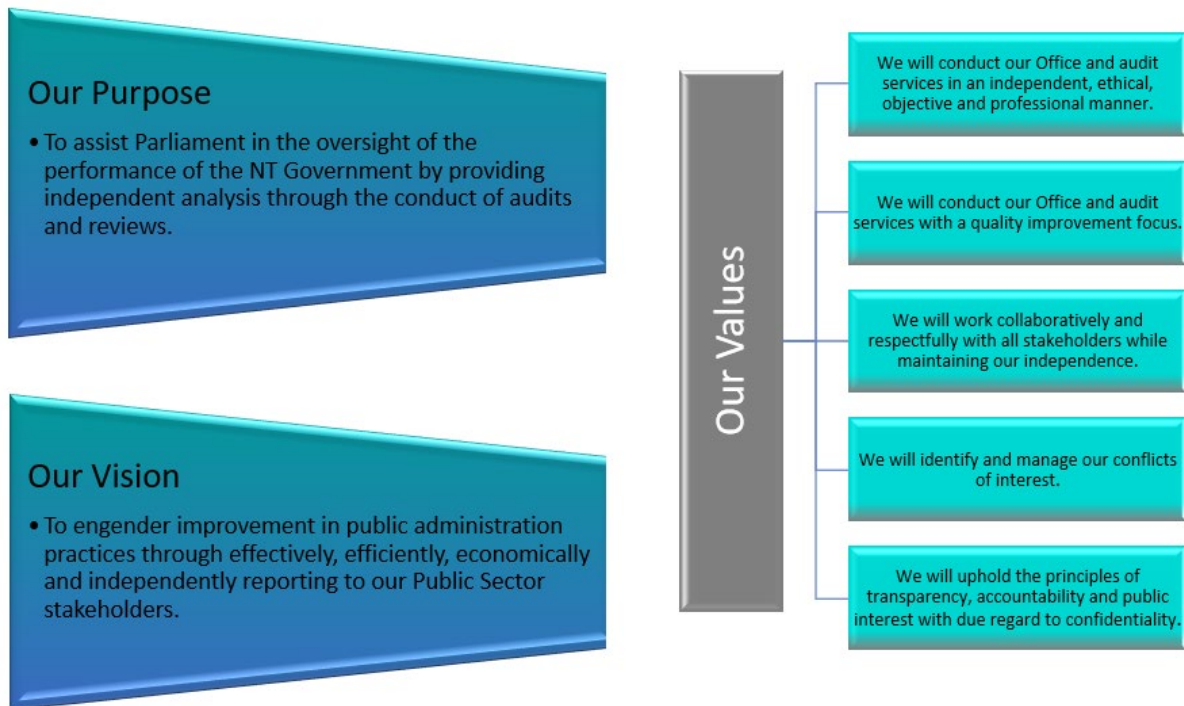 Our Purpose
• To assist Parliament in the oversight of the
performance of the NT Government by providing
independent analysis through the conduct of audits
and reviews.
Our Vision
• To engender improvement in public administration
practices through effectively, efficiently, economically
and independently reporting to our Public Sector
stakeholders.
Our Values
We will conduct our Office and audit
services in an independent, ethical,
objective and professional manner.
We will conduct our Office and audit
services with a quality improvement focus.
We will work collaboratively and
respectfully with all stakeholders while
maintaining our independence.
We will identify and manage our conflicts
of interest.
We will uphold the principles of
transparency, accountability and public
interest with due regard to confidentiality.